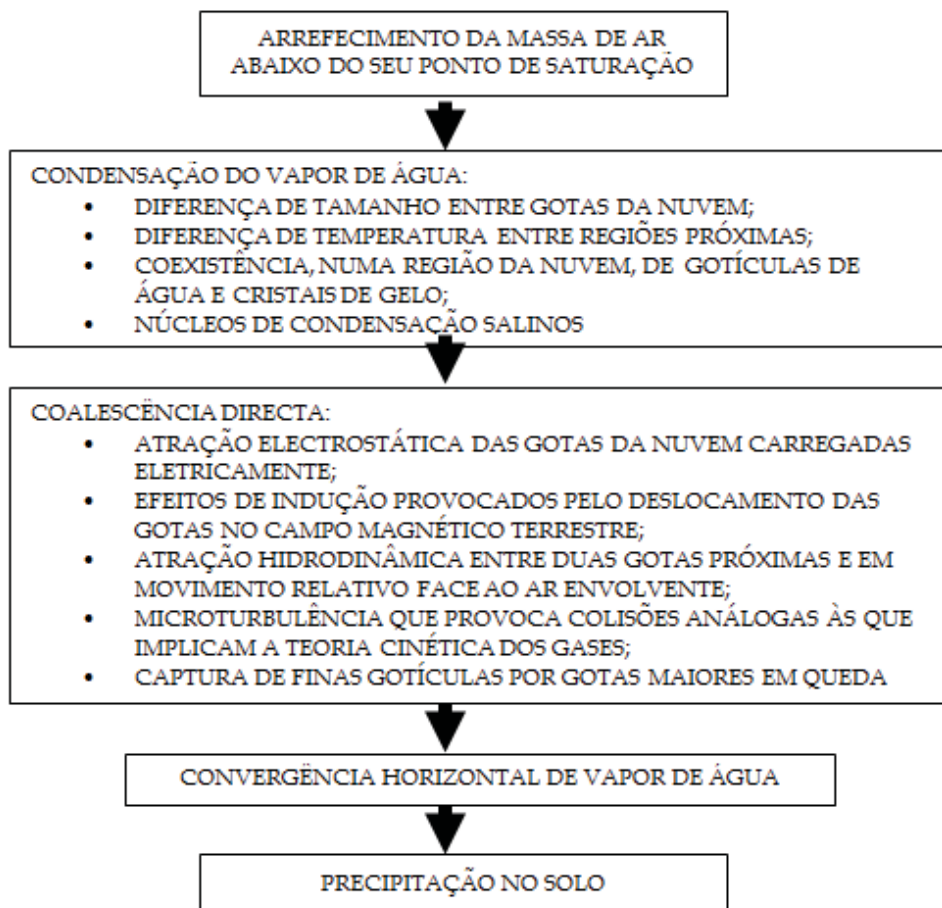 ARREFECIMENTO DA MASSA DE AR
ABAIXO DO SEU PONTO DE SATURAÇÃO
CONDENSAÇÃO DO VAPOR DE ÁGUA:
• DIFERENÇA DE TAMANHO ENTRE GOTAS DA NUVEM;
• DIFERENÇA DE TEMPERATURA ENTRE REGIÕES PRÓXIMAS;
• COEXISTÊNCIA, NUMA REGIÃO DA NUVEM, DE GOTÍCULAS DE
ÁGUA E CRISTAIS DE GELO;
• NÚCLEOS DE CONDENSAÇÃO SALINOS
COALESCÊNCIA DIRECTA:
• ATRAÇÃO ELECTROSTÁTICA DAS GOTAS DA NUVEM CARREGADAS
ELETRICAMENTE;
• EFEITOS DE INDUÇÃO PROVOCADOS PELO DESLOCAMENTO DAS
GOTAS NO CAMPO MAGNÉTICO TERRESTRE;
• ATRAÇÃO HIDRODINÂMICA ENTRE DUAS GOTAS PRÓXIMAS E EM
MOVIMENTO RELATIVO FACE AO AR ENVOLVENTE;
• MICROTURBULÊNCIA QUE PROVOCA COLISÕES ANÁLOGAS ÀS QUE
IMPLICAM A TEORIA CINÉTICA DOS GASES;
• CAPTURA DE FINAS GOTÍCULAS POR GOTAS MAIORES EM QUEDA
CONVERGÊNCIA HORIZONTAL DE VAPOR DE ÁGUA
PRECIPITAÇÃO NO SOLO